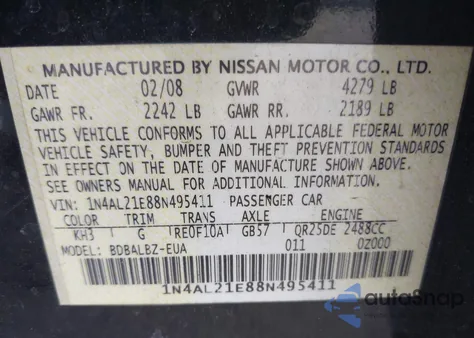 MANUFACTURED BY NISSAN MOTOR CO., LTD.
DATE 02/08 GVWR 4279 LB
GAWR FR. 2242 LB GAWR RR. 2189 LB
THIS VEHICLE CONFORMS TO ALL APPLICABLE FEDERAL MOTOR
VEHICLE SAFETY, BUMPER AND THEFT PREVENTION STANDARDS
IN EFFECT ON THE DATE OF MANUFACTURE SHOWN ABOVE.
SEE OWNERS MANUAL FOR ADDITIONAL INFORMATION.
VIN: 1N4AL21E88N495411 PASSENGER CAR
COLOR TRIM TRANS AXLE ENGINE
KH3 G RE0F10A GB57 QR25DE 2488CC
MODEL: BDBALBZ-EUA 011 0Z000
1N4AL21E88N495411
autoSnap